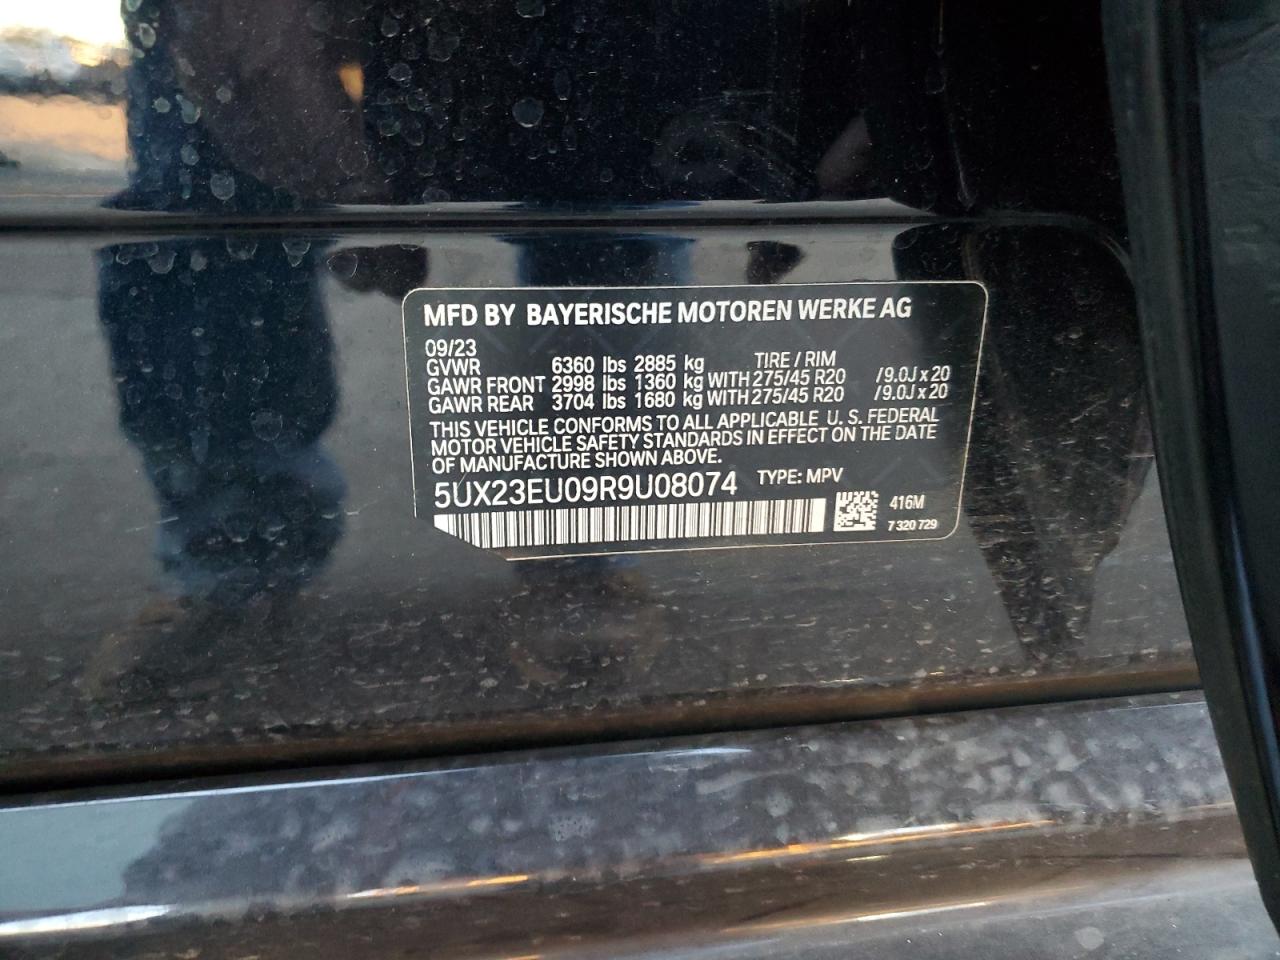 MFD BY BAYERISCHE MOTOREN WERKE AG
09/23
GVWR 6360 lbs 2885 kg TIRE / RIM
GAWR FRONT 2998 lbs 1360 kg WITH 275/45 R20 /9.0J x 20
GAWR REAR 3704 lbs 1680 kg WITH 275/45 R20 /9.0J x 20
THIS VEHICLE CONFORMS TO ALL APPLICABLE U. S. FEDERAL
MOTOR VEHICLE SAFETY STANDARDS IN EFFECT ON THE DATE
OF MANUFACTURE SHOWN ABOVE.
5UX23EU09R9U08074 TYPE: MPV
416M
7 320 729